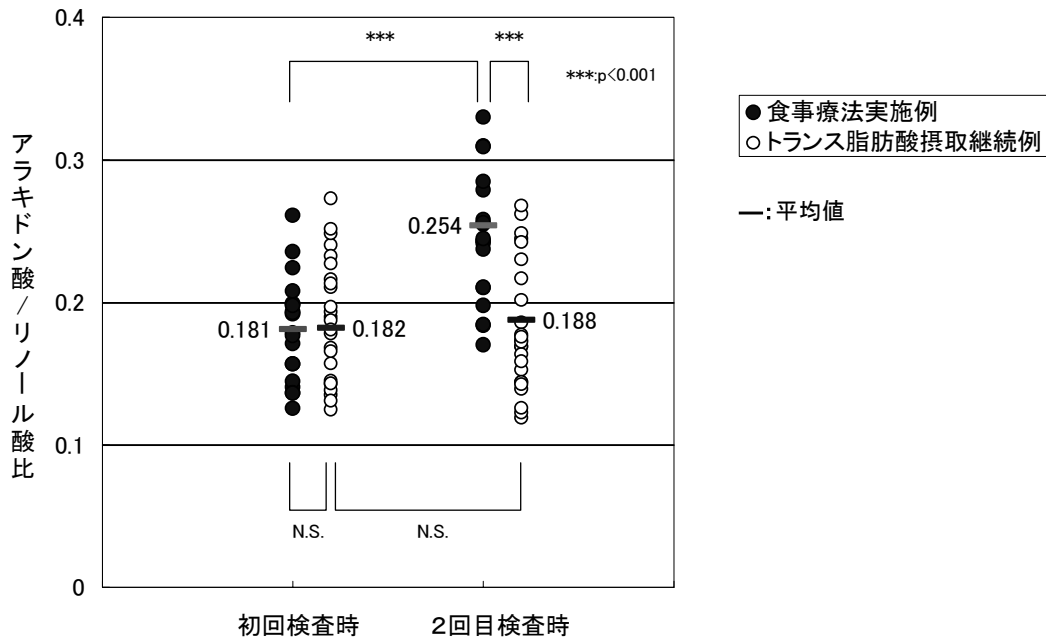 0.4
***
***
***:p<0.001
●食事療法実施例
○トランス脂肪酸摂取継続例
—:平均値
アラキドン酸/リノール酸比
0.3
0.254
0.2
0.181
0.182
0.188
0.1
N.S.
N.S.
0
初回検査時
2回目検査時